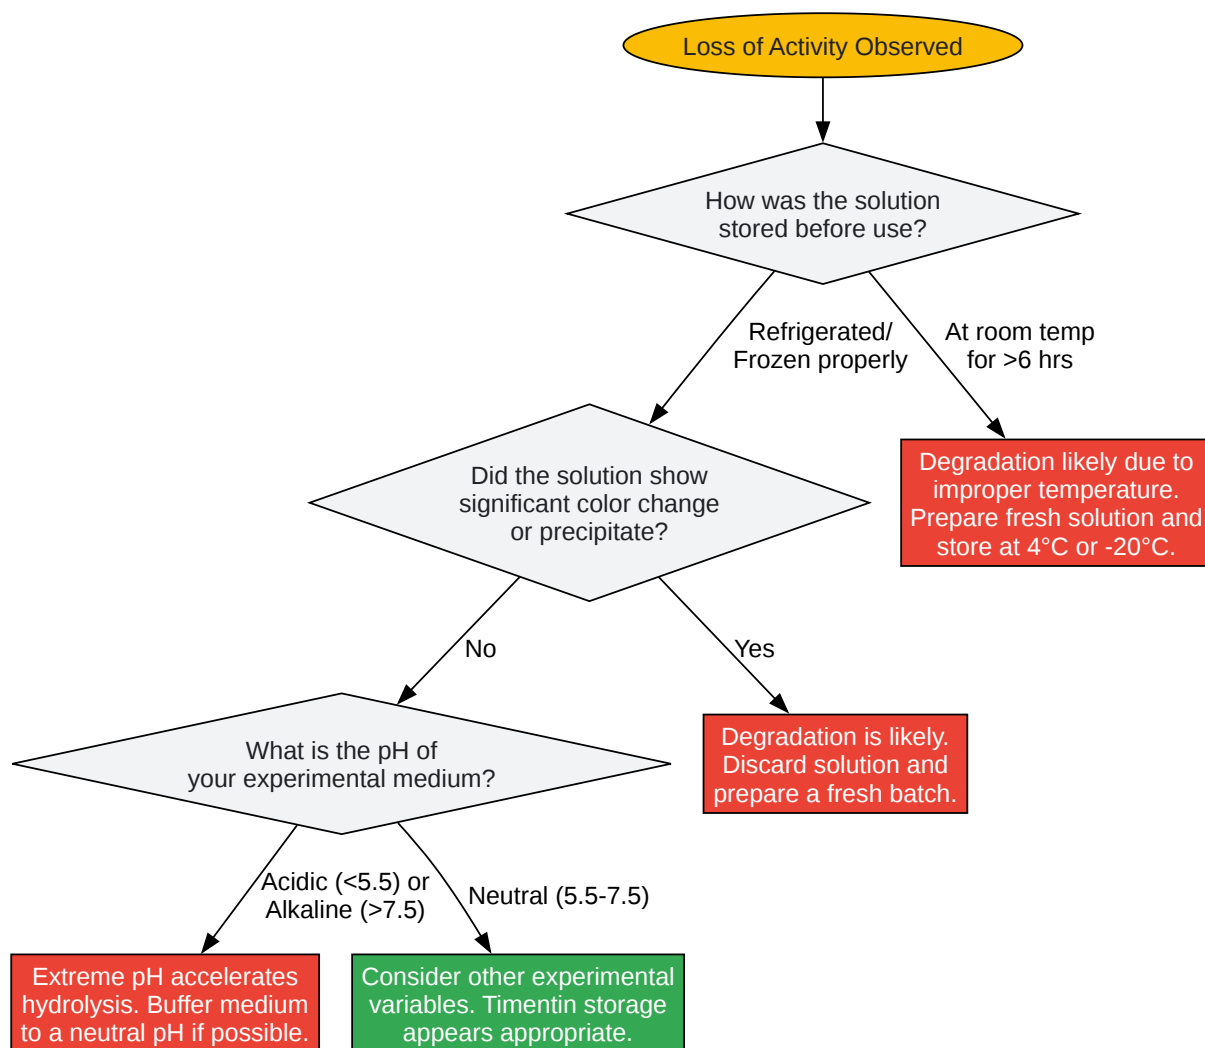 Loss of Activity Observed
How was the solution
stored before use?
Refrigerated/
Frozen properly
At room temp
for >6 hrs
Did the solution show
significant color change
or precipitate?
Degradation likely due to
improper temperature.
Prepare fresh solution and
store at 4°C or -20°C.
No
Yes
What is the pH of
your experimental medium?
Degradation is likely.
Discard solution and
prepare a fresh batch.
Acidic (<5.5) or
Alkaline (>7.5)
Neutral (5.5-7.5)
Extreme pH accelerates
hydrolysis. Buffer medium
to a neutral pH if possible.
Consider other experimental
variables. Timentin storage
appears appropriate.